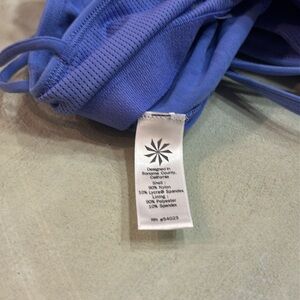 Designed in
Sonoma County,
California
Shell :
90% Nylon
10% Lycra® Spandex
Lining :
90% Polyester
10% Spandex
RN #54023